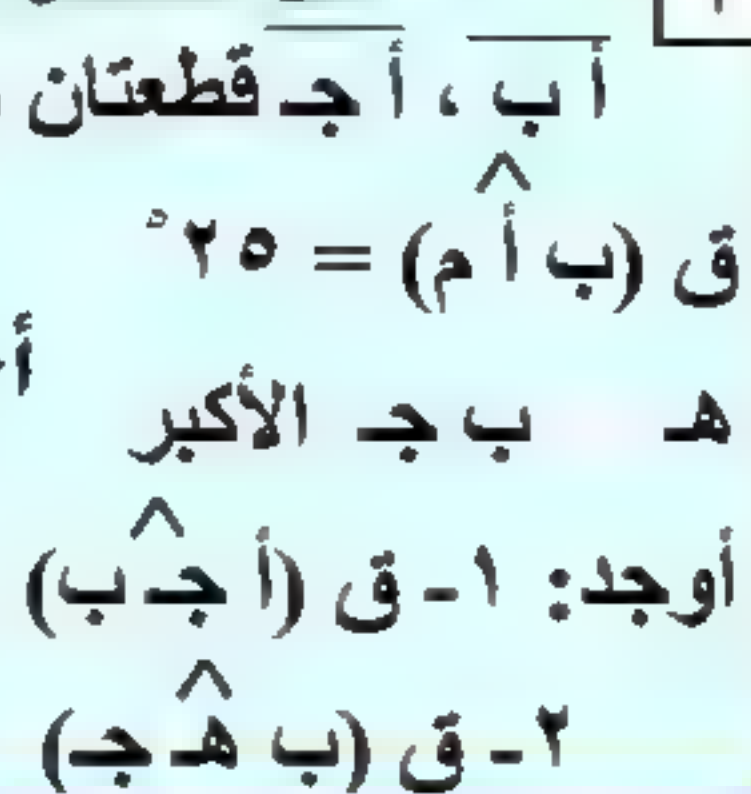 أ ب ، أ جـ قطعتان
ق (ب أ م) = ٢٥ °
هـ ب جـ الأكبر
أوجد: ١ - ق (أ جـ ب)
٢ - ق (ب هـ جـ)